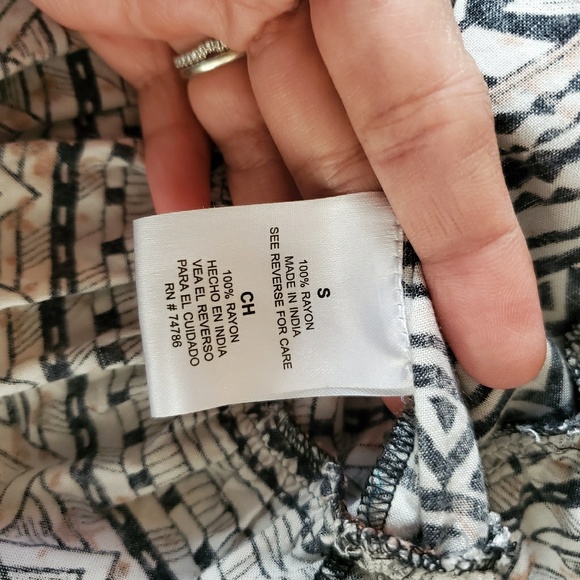 S
100% RAYON
MADE IN INDIA
SEE REVERSE FOR CARE
CH
100% RAYON
HECHO EN INDIA
VEA EL REVERSO
PARA EL CUIDADO
RN # 74786